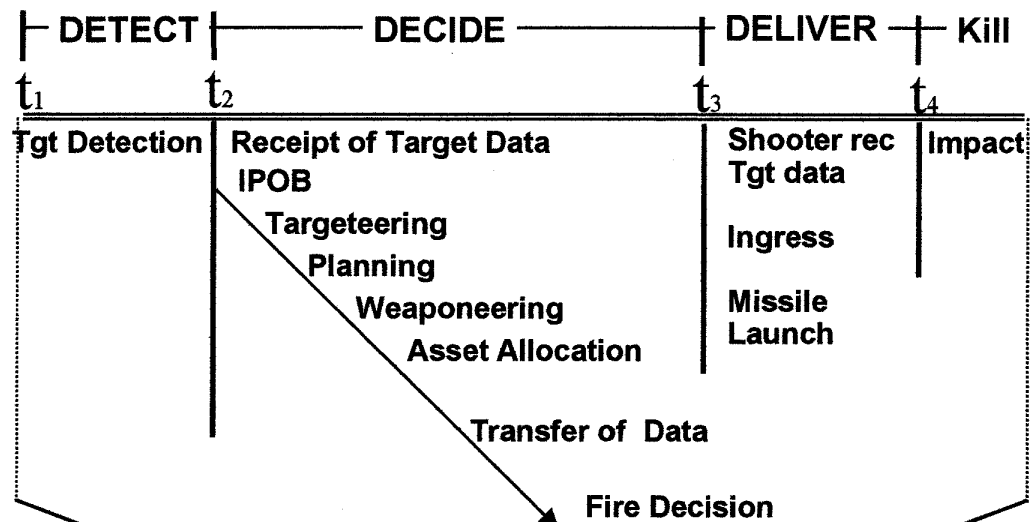 DETECT DECIDE DELIVER Kill
t1 t2 t3 t4
Tgt Detection
Receipt of Target Data
IPOB
Targeteering
Planning
Weaponeering
Asset Allocation
Transfer of Data
Fire Decision
Shooter rec
Tgt data
Ingress
Missile
Launch
Impact